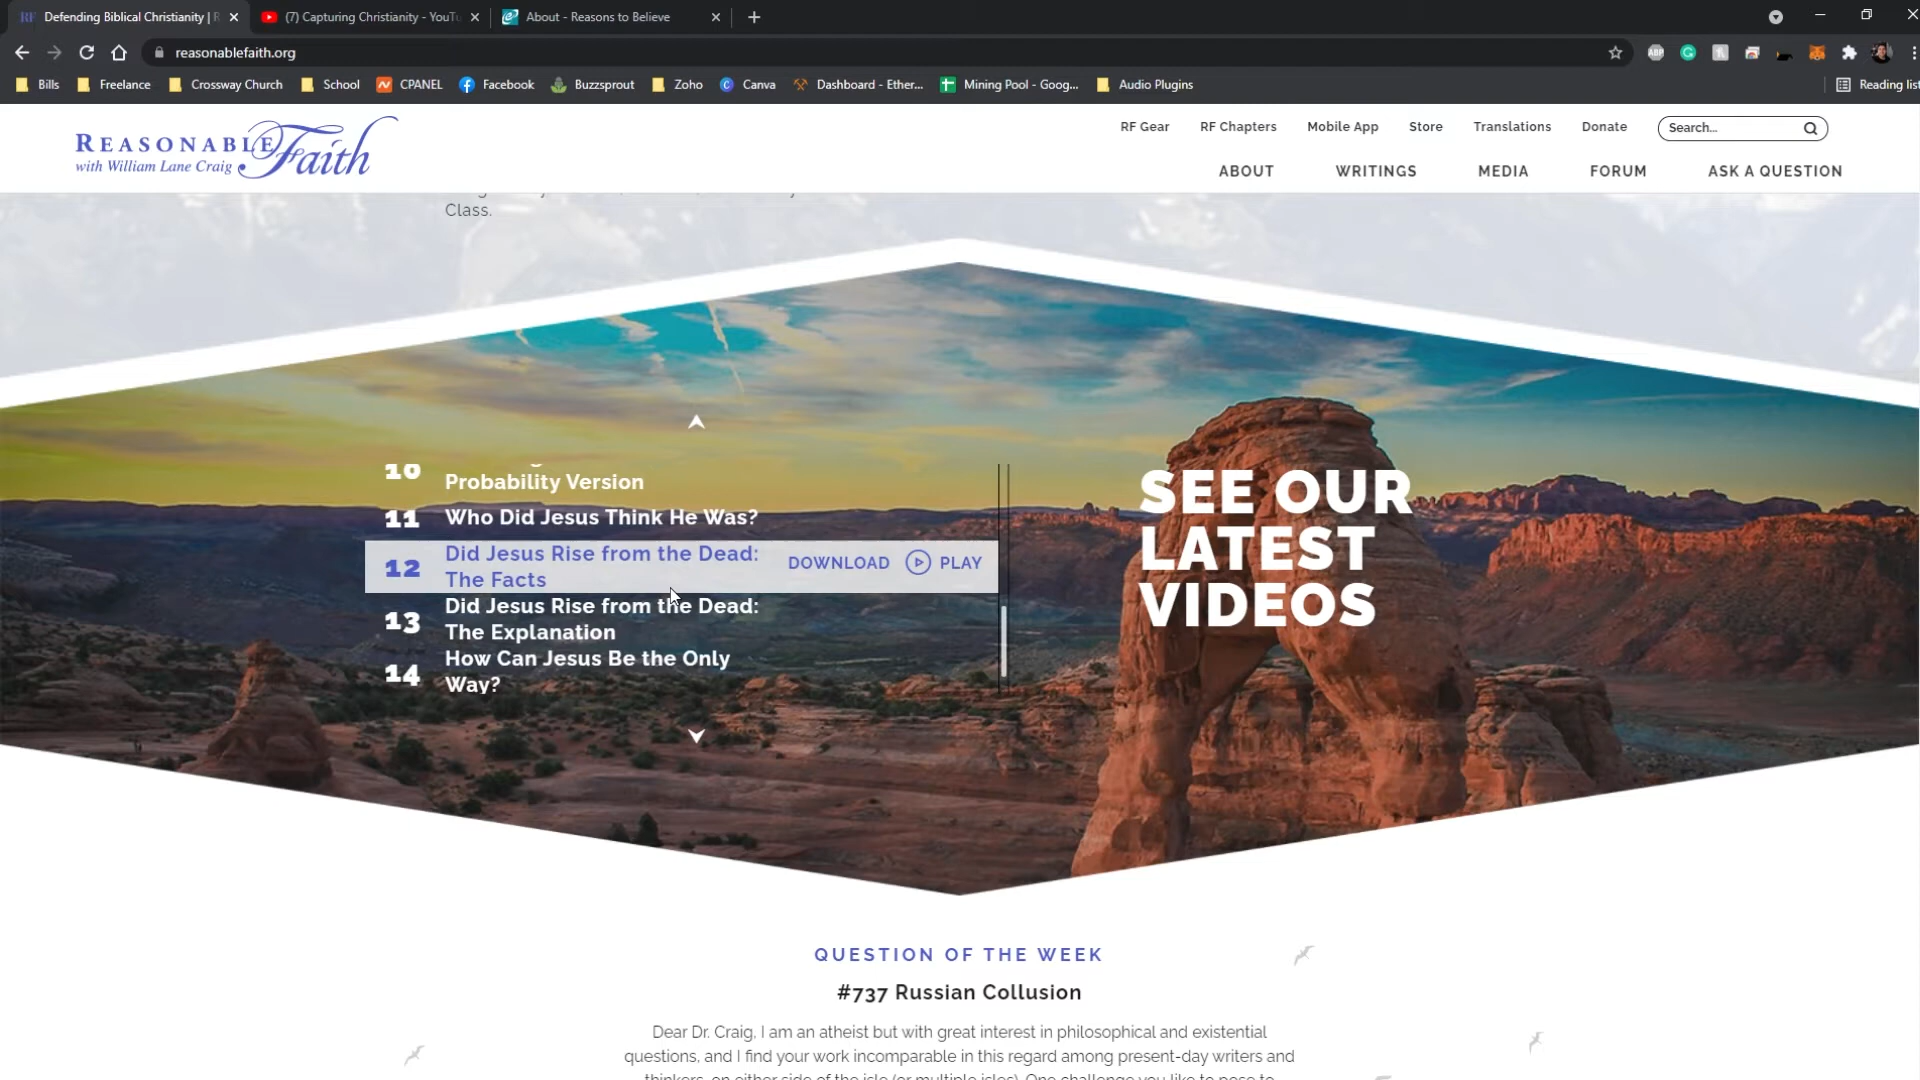 Defending Biblical Christianity |
(7) Capturing Christianity - YouTu
About - Reasons to Believe
reasonablefaith.org
Bills
Freelance
Crossway Church
School
CPANEL
Facebook
Buzzsprout
Zoho
Canva
Dashboard - Ether...
Mining Pool - Goog...
Audio Plugins
Reading list
REASONABLE Faith
with William Lane Craig
RF Gear
RF Chapters
Mobile App
Store
Translations
Donate
Search...
ABOUT
WRITINGS
MEDIA
FORUM
ASK A QUESTION
Class.
10
Probability Version
11 Who Did Jesus Think He Was?
12 Did Jesus Rise from the Dead:
The Facts
DOWNLOAD PLAY
13 Did Jesus Rise from the Dead:
The Explanation
14 How Can Jesus Be the Only
Way?
SEE OUR
LATEST
VIDEOS
QUESTION OF THE WEEK
#737 Russian Collusion
Dear Dr. Craig, I am an atheist but with great interest in philosophical and existential
questions, and I find your work incomparable in this regard among present-day writers and
thinkers, on either side of the isle (or multiple isles). One challenge you like to pose to